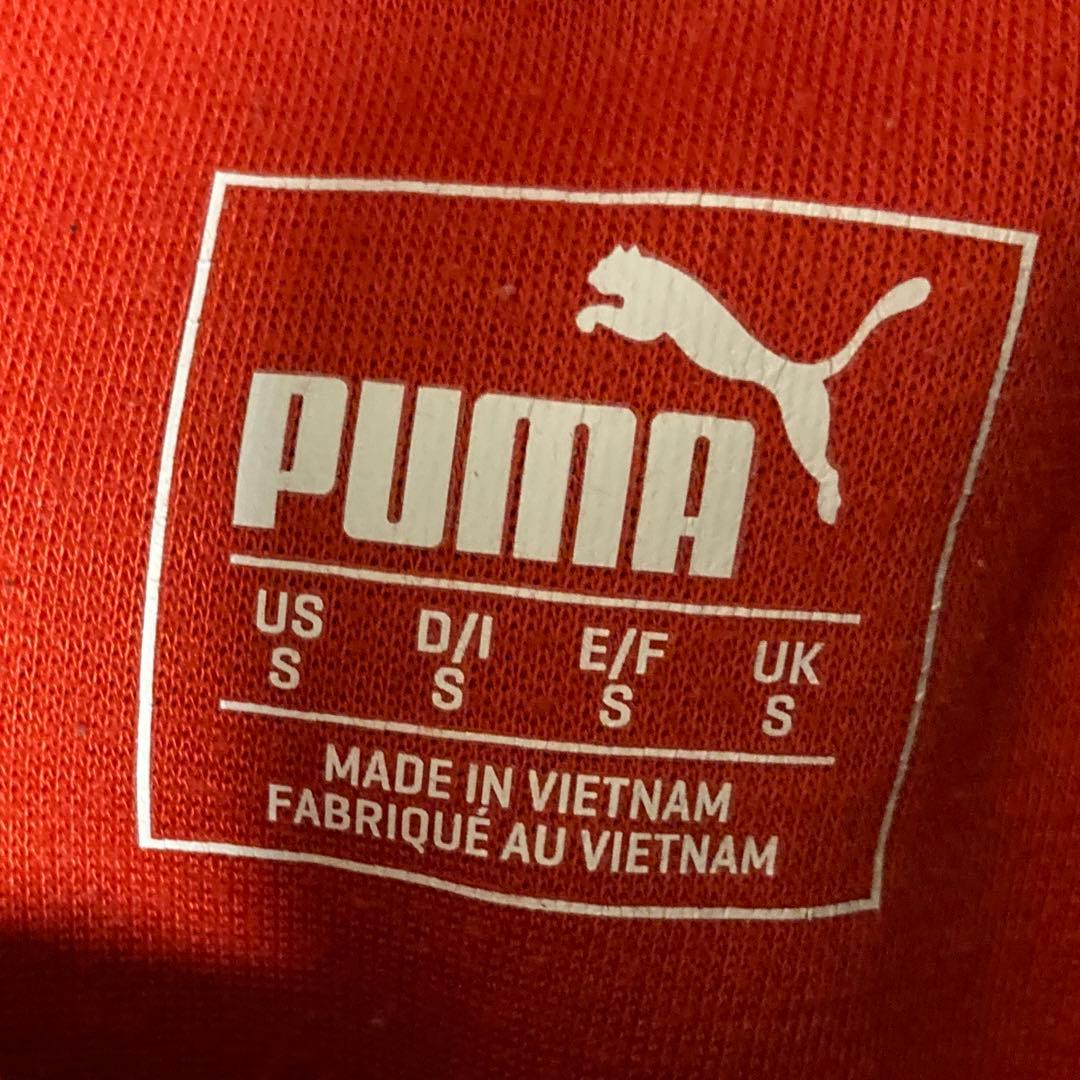 PUMA
US D/I E/F UK
S S S S
MADE IN VIETNAM
FABRIQUÉ AU VIETNAM